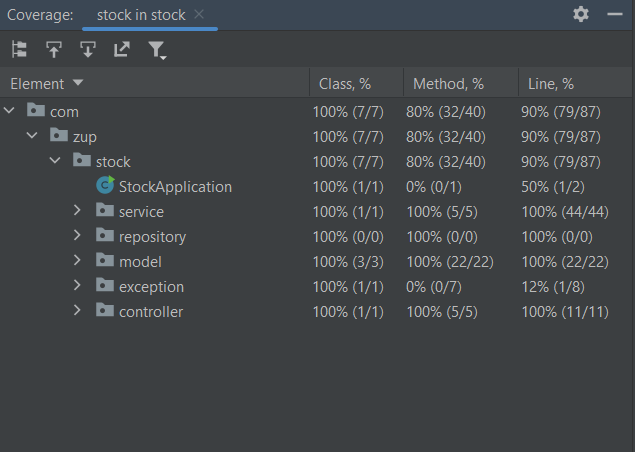 Coverage: stock in stock
Element Class, % Method, % Line, %
com 100% (7/7) 80% (32/40) 90% (79/87)
zup 100% (7/7) 80% (32/40) 90% (79/87)
stock 100% (7/7) 80% (32/40) 90% (79/87)
C StockApplication 100% (1/1) 0% (0/1) 50% (1/2)
service 100% (1/1) 100% (5/5) 100% (44/44)
repository 100% (0/0) 100% (0/0) 100% (0/0)
model 100% (3/3) 100% (22/22) 100% (22/22)
exception 100% (1/1) 0% (0/7) 12% (1/8)
controller 100% (1/1) 100% (5/5) 100% (11/11)